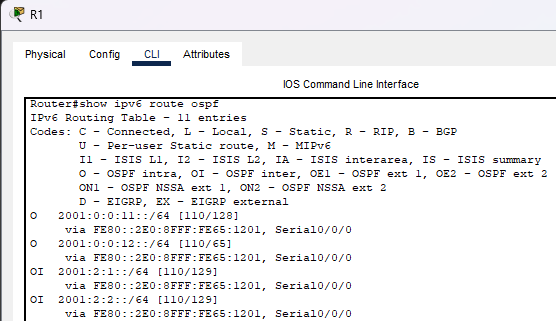 R1
Physical Config CLI Attributes
IOS Command Line Interface
Router#show ipv6 route ospf
IPv6 Routing Table - 11 entries
Codes: C - Connected, L - Local, S - Static, R - RIP, B - BGP
U - Per-user Static route, M - MIPv6
I1 - ISIS L1, I2 - ISIS L2, IA - ISIS interarea, IS - ISIS summary
O - OSPF intra, OI - OSPF inter, OE1 - OSPF ext 1, OE2 - OSPF ext 2
ON1 - OSPF NSSA ext 1, ON2 - OSPF NSSA ext 2
D - EIGRP, EX - EIGRP external
O 2001:0:0:11::/64 [110/128]
via FE80::2E0:8FFF:FE65:1201, Serial0/0/0
O 2001:0:0:12::/64 [110/65]
via FE80::2E0:8FFF:FE65:1201, Serial0/0/0
OI 2001:2:1::/64 [110/129]
via FE80::2E0:8FFF:FE65:1201, Serial0/0/0
OI 2001:2:2::/64 [110/129]
via FE80::2E0:8FFF:FE65:1201, Serial0/0/0